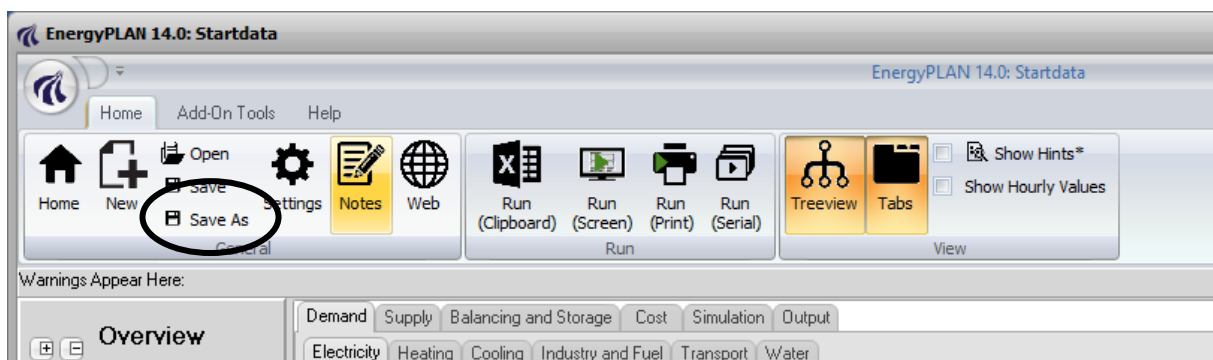 EnergyPLAN 14.0: Startdata
EnergyPLAN 14.0: Startdata
Home Add-On Tools Help
Open
Save
Save As
Home New Settings Notes Web
Run (Clipboard)
Run (Screen)
Run (Print)
Run (Serial)
Treeview Tabs
Show Hints*
Show Hourly Values
General Run View
Warnings Appear Here:
Overview
Demand Supply Balancing and Storage Cost Simulation Output
Electricity Heating Cooling Industry and Fuel Transport Water